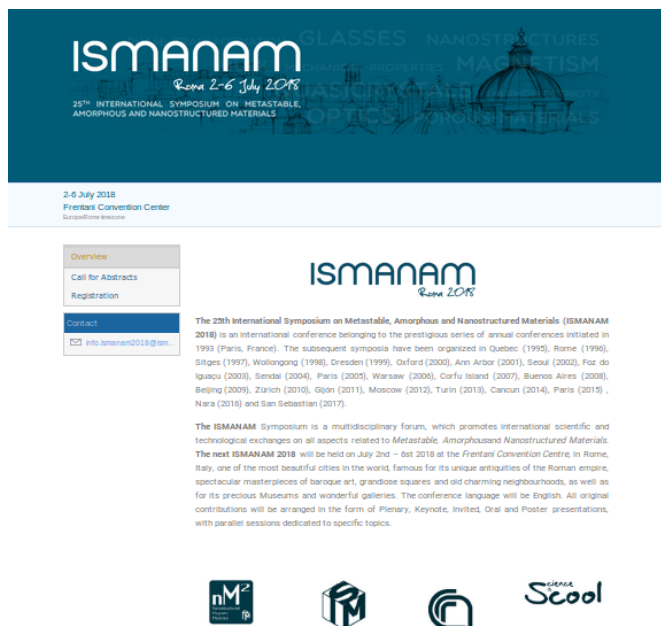 ISMANAM
Roma 2-6 July 2018
25TH INTERNATIONAL SYMPOSIUM ON METASTABLE,
AMORPHOUS AND NANOSTRUCTURED MATERIALS
GLASSES NANOSTRUCTURES
MECHANICAL-PROPERTIES MAGNETISM
QUASICRYSTALS
OPTICS POROUS-MATERIALS
2-6 July 2018
Frentani Convention Center
Europe/Rome timezone
Overview
Call for Abstracts
Registration
Contact
info.ismanam2018@ism...
ISMANAM
Roma 2018
The 25th International Symposium on Metastable, Amorphous and Nanostructured Materials (ISMANAM
2018) is an international conference belonging to the prestigious series of annual conferences initiated in
1993 (Paris, France). The subsequent symposia have been organized in Quebec (1995), Rome (1996),
Sitges (1997), Wollongong (1998), Dresden (1999), Oxford (2000), Ann Arbor (2001), Seoul (2002), Foz do
Iguaçu (2003), Sendai (2004), Paris (2005), Warsaw (2006), Corfu Island (2007), Buenos Aires (2008),
Beijing (2009), Zürich (2010), Gijón (2011), Moscow (2012), Turin (2013), Cancun (2014), Paris (2015) ,
Nara (2016) and San Sebastian (2017).
The ISMANAM Symposium is a multidisciplinary forum, which promotes international scientific and
technological exchanges on all aspects related to Metastable, Amorphousand Nanostructured Materials.
The next ISMANAM 2018 will be held on July 2nd – 6st 2018 at the Frentani Convention Centre, in Rome,
Italy, one of the most beautiful cities in the world, famous for its unique antiquities of the Roman empire,
spectacular masterpieces of baroque art, grandiose squares and old charming neighbourhoods, as well as
for its precious Museums and wonderful galleries. The conference language will be English. All original
contributions will be arranged in the form of Plenary, Keynote, Invited, Oral and Poster presentations,
with parallel sessions dedicated to specific topics.
nM2
Nanostructured
Magnetic
Materials
ISM
Science
Scool